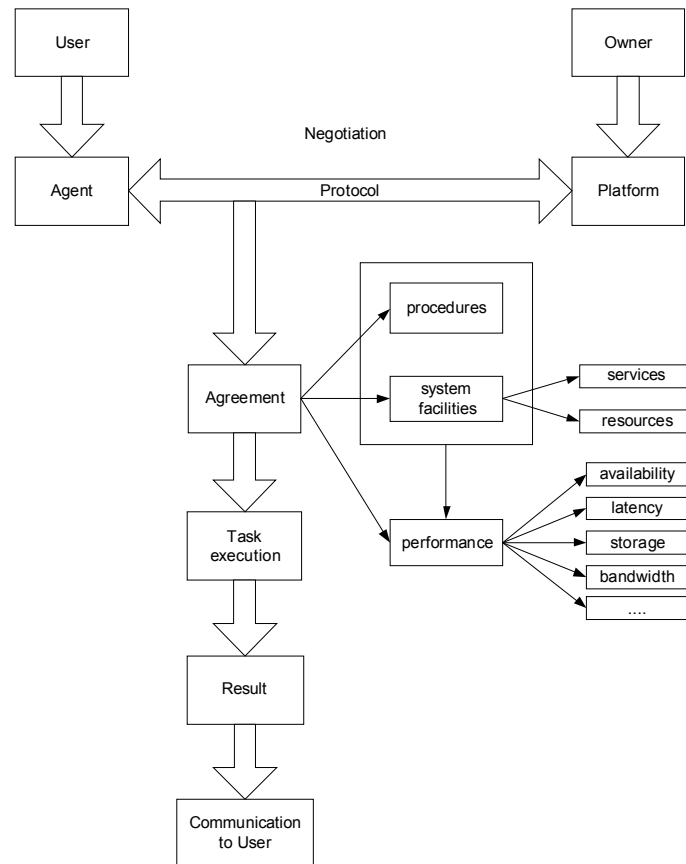 User
Owner
Negotiation
Agent
Protocol
Platform
procedures
Agreement
system
facilities
services
resources
availability
latency
performance
storage
bandwidth
....
Task
execution
Result
Communication
to User